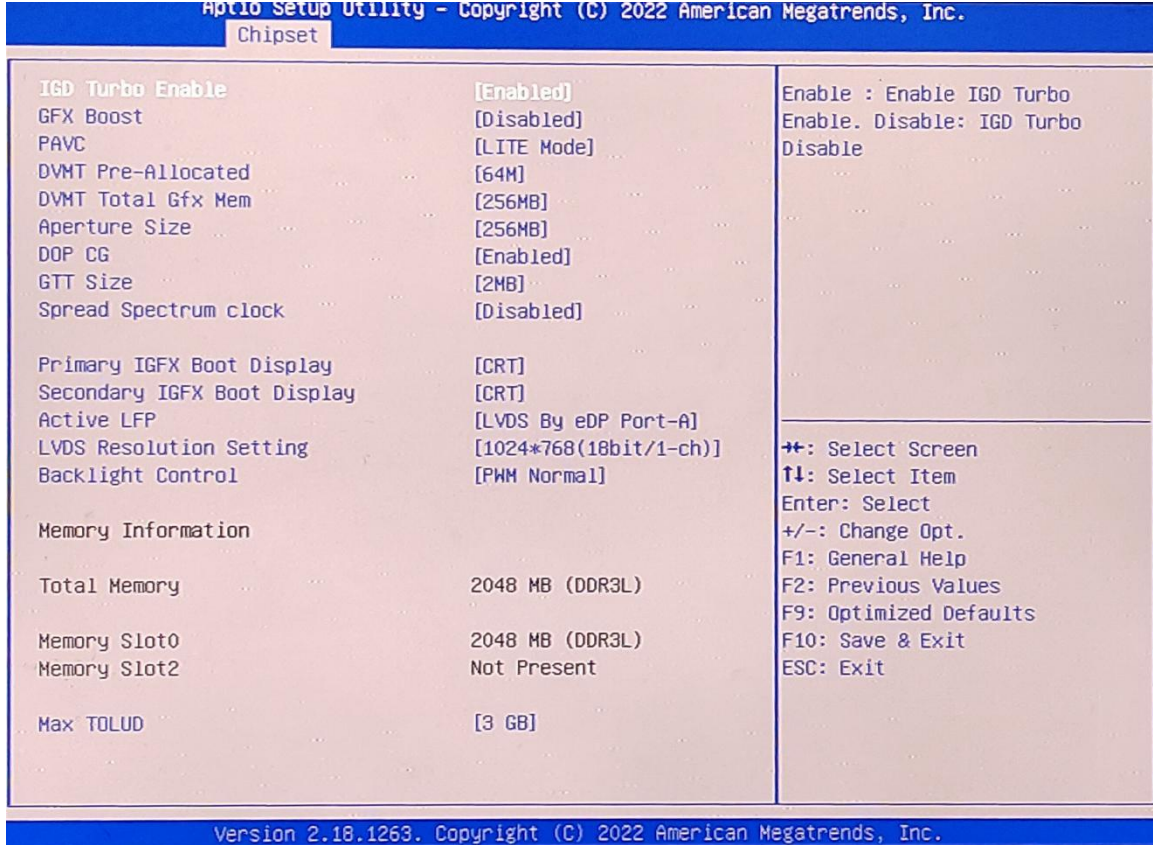 Aptio Setup Utility - Copyright (C) 2022 American Megatrends, Inc.
Chipset
IGD Turbo Enable [Enabled]
GFX Boost [Disabled]
PAVC [LITE Mode]
DVMT Pre-Allocated [64M]
DVMT Total Gfx Mem [256MB]
Aperture Size [256MB]
DOP CG [Enabled]
GTT Size [2MB]
Spread Spectrum clock [Disabled]
Primary IGFX Boot Display [CRT]
Secondary IGFX Boot Display [CRT]
Active LFP [LVDS By eDP Port-A]
LVDS Resolution Setting [1024*768(18bit/1-ch)]
Backlight Control [PWM Normal]
Memory Information
Total Memory 2048 MB (DDR3L)
Memory Slot0 2048 MB (DDR3L)
Memory Slot2 Not Present
Max TOLUD [3 GB]
Enable : Enable IGD Turbo
Enable. Disable: IGD Turbo
Disable
→←: Select Screen
↑↓: Select Item
Enter: Select
+/-: Change Opt.
F1: General Help
F2: Previous Values
F9: Optimized Defaults
F10: Save & Exit
ESC: Exit
Version 2.18.1263. Copyright (C) 2022 American Megatrends, Inc.